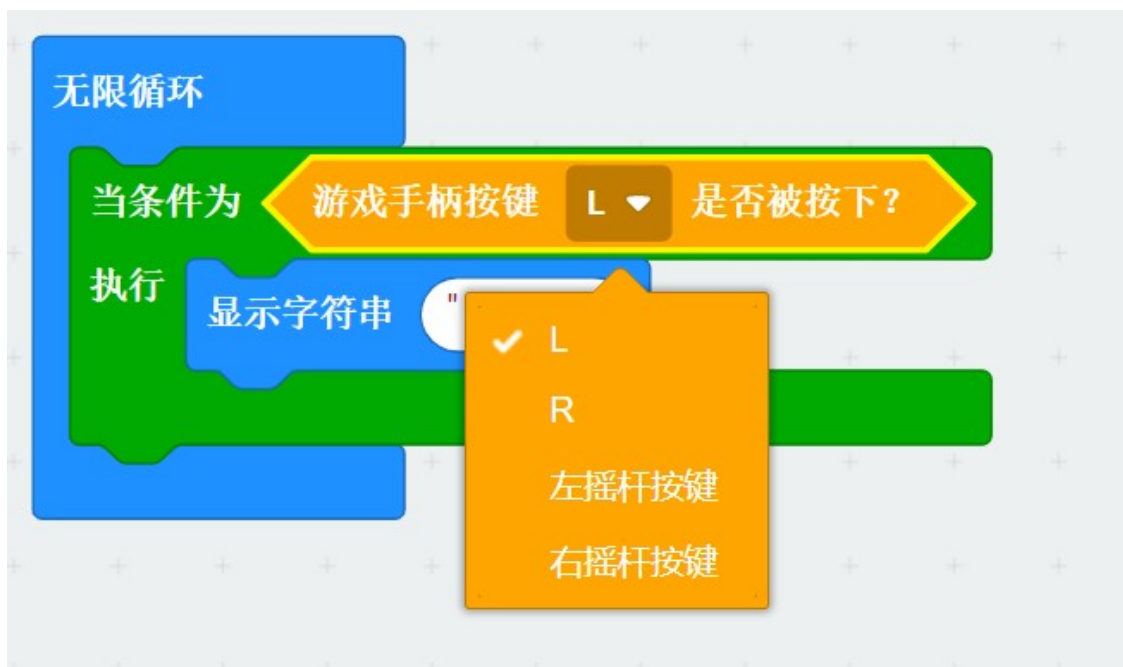 无限循环
当条件为 游戏手柄按键 L 是否被按下?
执行
显示字符串 "
L
R
左摇杆按键
右摇杆按键